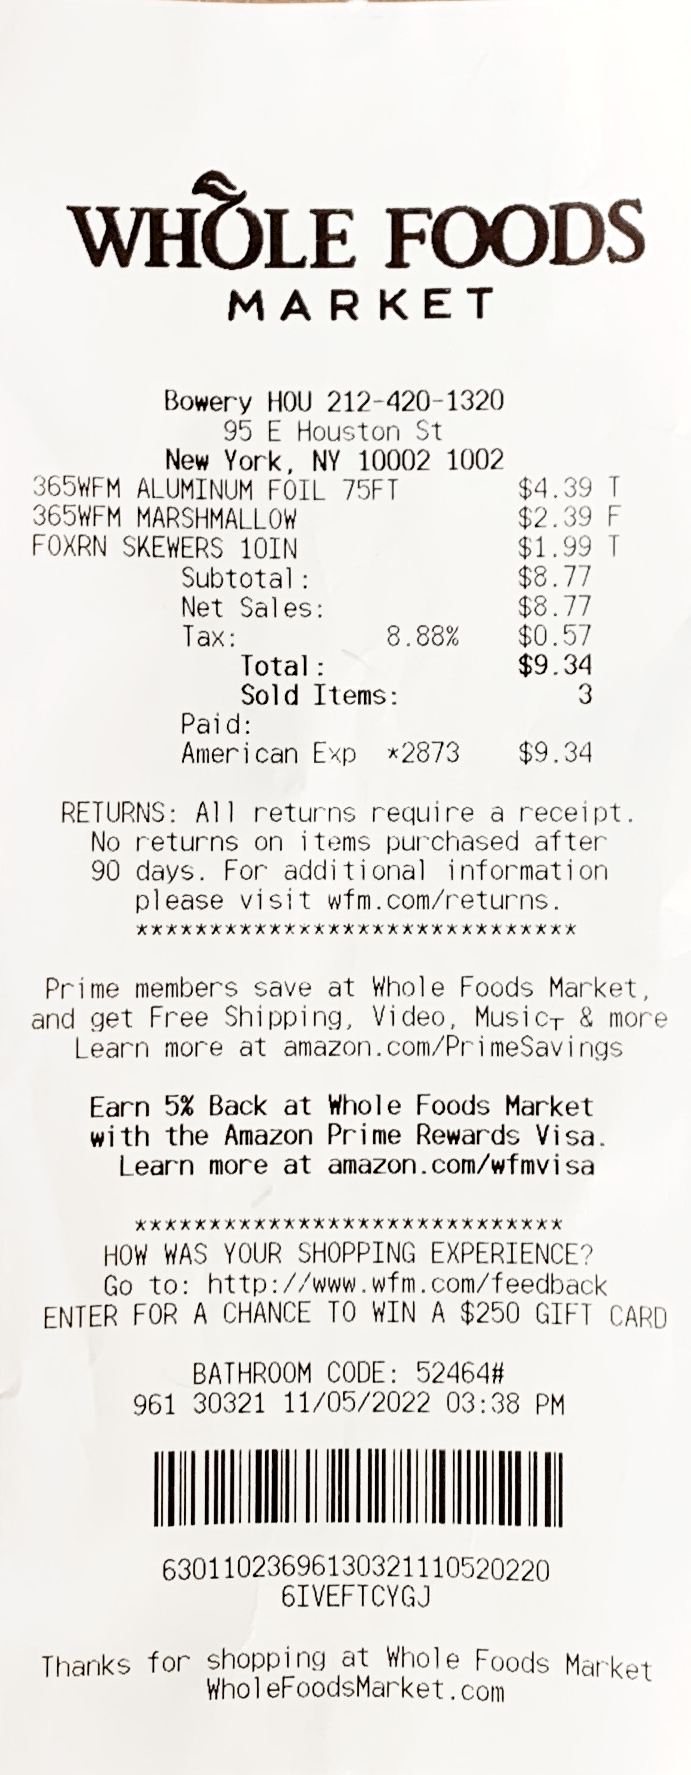 WHOLE FOODS
MARKET
Bowery HOU 212-420-1320
95 E Houston St
New York, NY 10002 1002
365WFM ALUMINUM FOIL 75FT $4.39 T
365WFM MARSHMALLOW $2.39 F
FOXRN SKEWERS 10IN $1.99 T
Subtotal: $8.77
Net Sales: $8.77
Tax: 8.88% $0.57
Total: $9.34
Sold Items: 3
Paid:
American Exp *2873 $9.34
RETURNS: All returns require a receipt.
No returns on items purchased after
90 days. For additional information
please visit wfm.com/returns.
******************************
Prime members save at Whole Foods Market,
and get Free Shipping, Video, Music┬ & more
Learn more at amazon.com/PrimeSavings
Earn 5% Back at Whole Foods Market
with the Amazon Prime Rewards Visa.
Learn more at amazon.com/wfmvisa
*****************************
HOW WAS YOUR SHOPPING EXPERIENCE?
Go to: http://www.wfm.com/feedback
ENTER FOR A CHANCE TO WIN A $250 GIFT CARD
BATHROOM CODE: 52464#
961 30321 11/05/2022 03:38 PM
630110236961303211110520220
6IVEFTCYGJ
Thanks for shopping at Whole Foods Market
WholeFoodsMarket.com